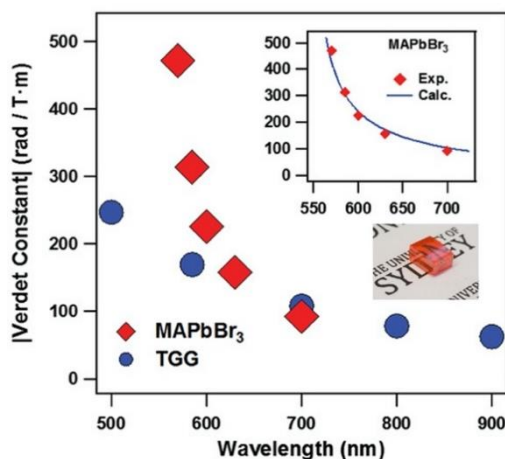 |Verdet Constant| (rad / T·m)
500
400
300
200
100
0
500
600
700
800
900
Wavelength (nm)
MAPbBr₃
TGG
MAPbBr₃
Exp.
Calc.
500
400
300
200
100
0
550
600
650
700
THE UNIVERSITY OF
SYDNEY